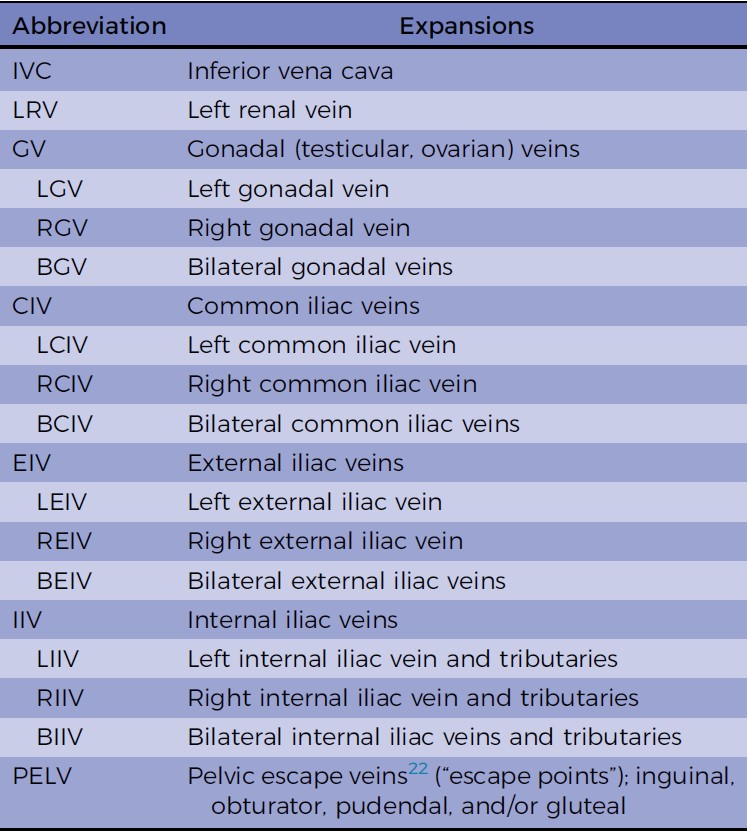 Abbreviation Expansions
IVC Inferior vena cava
LRV Left renal vein
GV Gonadal (testicular, ovarian) veins
LGV Left gonadal vein
RGV Right gonadal vein
BGV Bilateral gonadal veins
CIV Common iliac veins
LCIV Left common iliac vein
RCIV Right common iliac vein
BCIV Bilateral common iliac veins
EIV External iliac veins
LEIV Left external iliac vein
REIV Right external iliac vein
BEIV Bilateral external iliac veins
IIV Internal iliac veins
LIIV Left internal iliac vein and tributaries
RIIV Right internal iliac vein and tributaries
BIIV Bilateral internal iliac veins and tributaries
PELV Pelvic escape veins22 (“escape points”); inguinal,
obturator, pudendal, and/or gluteal